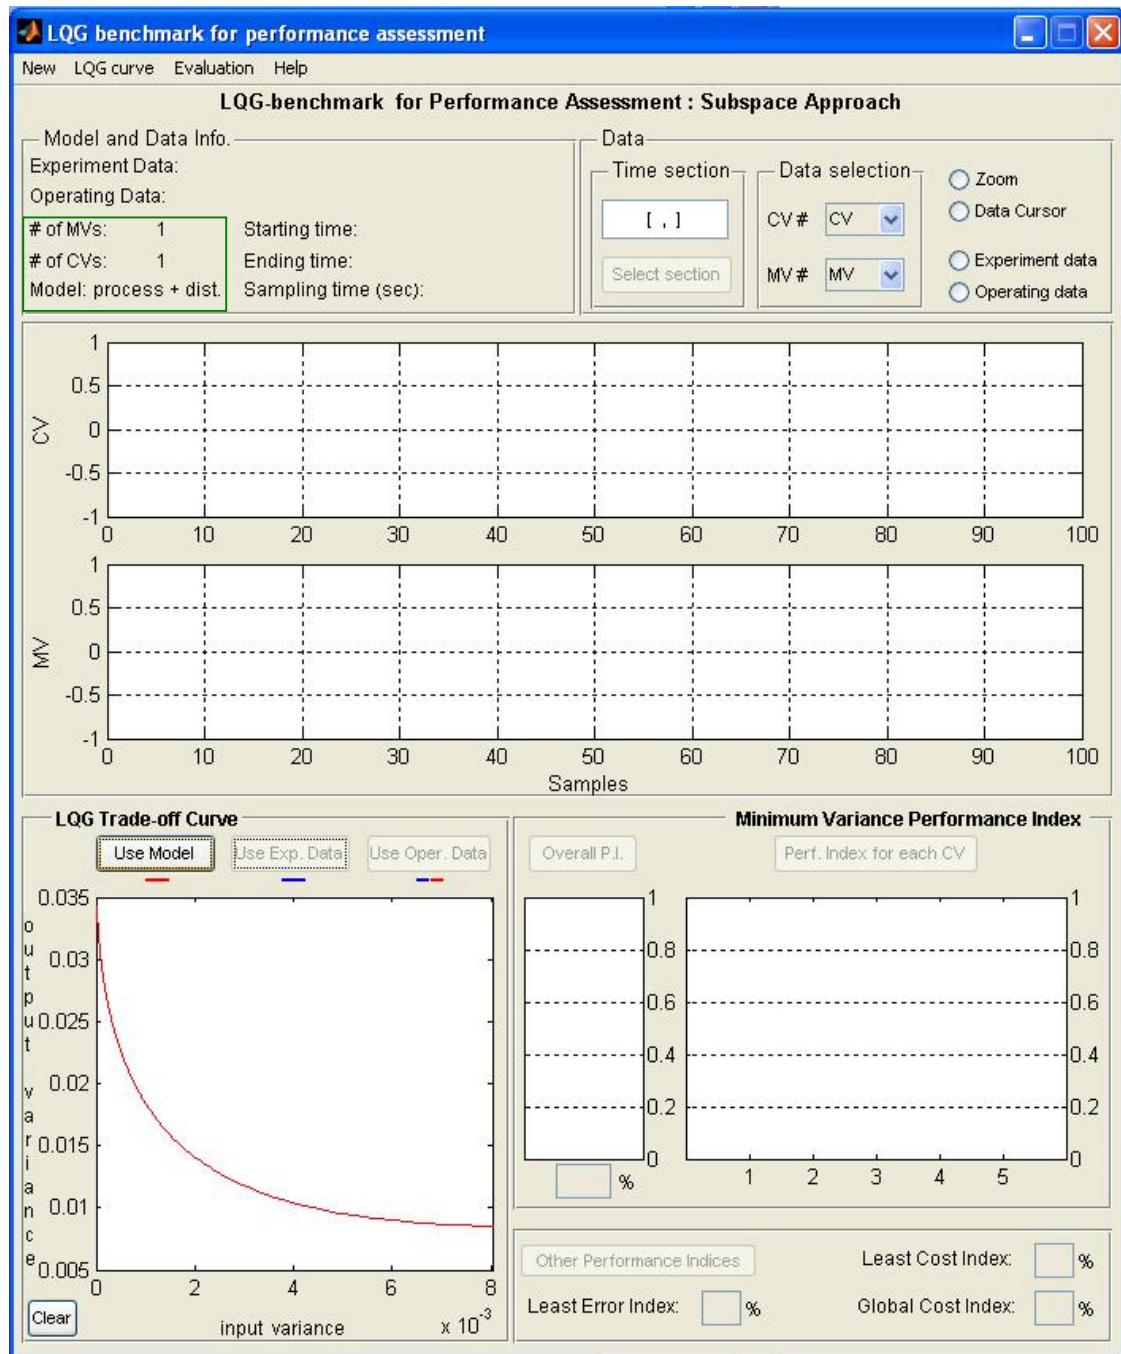 LQG benchmark for performance assessment
New LQG curve Evaluation Help
LQG-benchmark for Performance Assessment : Subspace Approach
Model and Data Info.
Experiment Data:
Operating Data:
# of MVs: 1 Starting time:
# of CVs: 1 Ending time:
Model: process + dist. Sampling time (sec):
Data
Time section
[ , ]
Select section
Data selection
CV # CV
MV # MV
Zoom
Data Cursor
Experiment data
Operating data
CV
1
0.5
0
-0.5
-1
0 10 20 30 40 50 60 70 80 90 100
MV
1
0.5
0
-0.5
-1
0 10 20 30 40 50 60 70 80 90 100
Samples
LQG Trade-off Curve
Use Model Use Exp. Data Use Oper. Data
output variance
0.035
0.03
0.025
0.02
0.015
0.01
0.005
0 2 4 6 8
x 10-3
input variance
Clear
Minimum Variance Performance Index
Overall P.I. Perf. Index for each CV
1
0.8
0.6
0.4
0.2
0
%
1
0.8
0.6
0.4
0.2
0
1 2 3 4 5
Other Performance Indices Least Cost Index: %
Least Error Index: % Global Cost Index: %